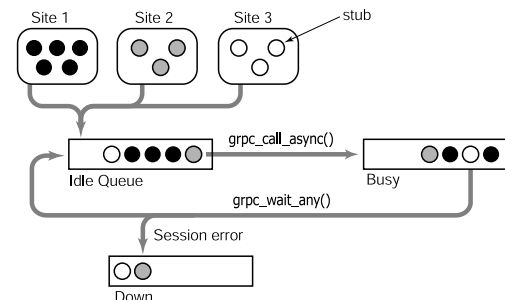 Site 1
Site 2
Site 3
stub
grpc_call_async()
Idle Queue
Busy
grpc_wait_any()
Session error
Down